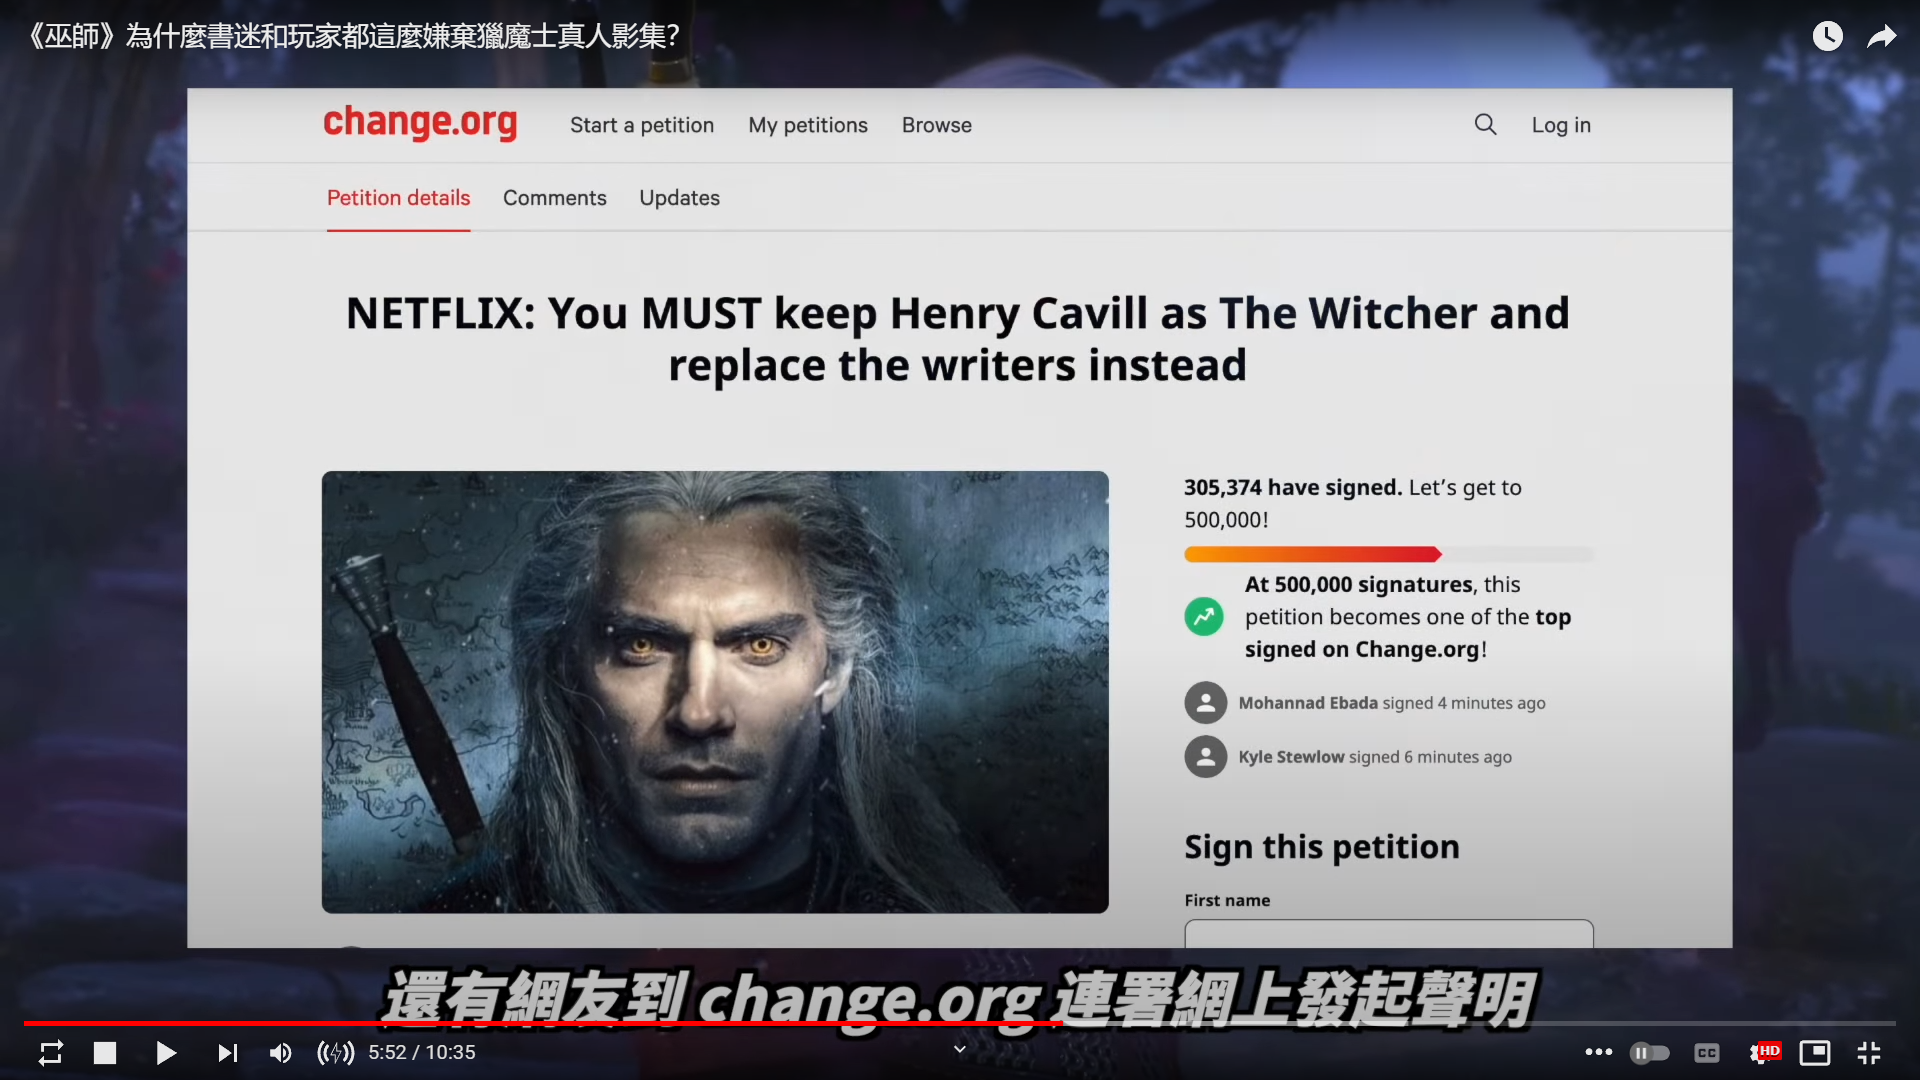 《巫師》為什麼書迷和玩家都這麼嫌棄獵魔士真人影集?
change.org
Start a petition
My petitions
Browse
Log in
Petition details
Comments
Updates
NETFLIX: You MUST keep Henry Cavill as The Witcher and
replace the writers instead
305,374 have signed. Let’s get to
500,000!
At 500,000 signatures, this
petition becomes one of the top
signed on Change.org!
Mohannad Ebada signed 4 minutes ago
Kyle Stewlow signed 6 minutes ago
Sign this petition
First name
還有網友到 change.org 連署網上發起聲明
5:52 / 10:35
CC
HD